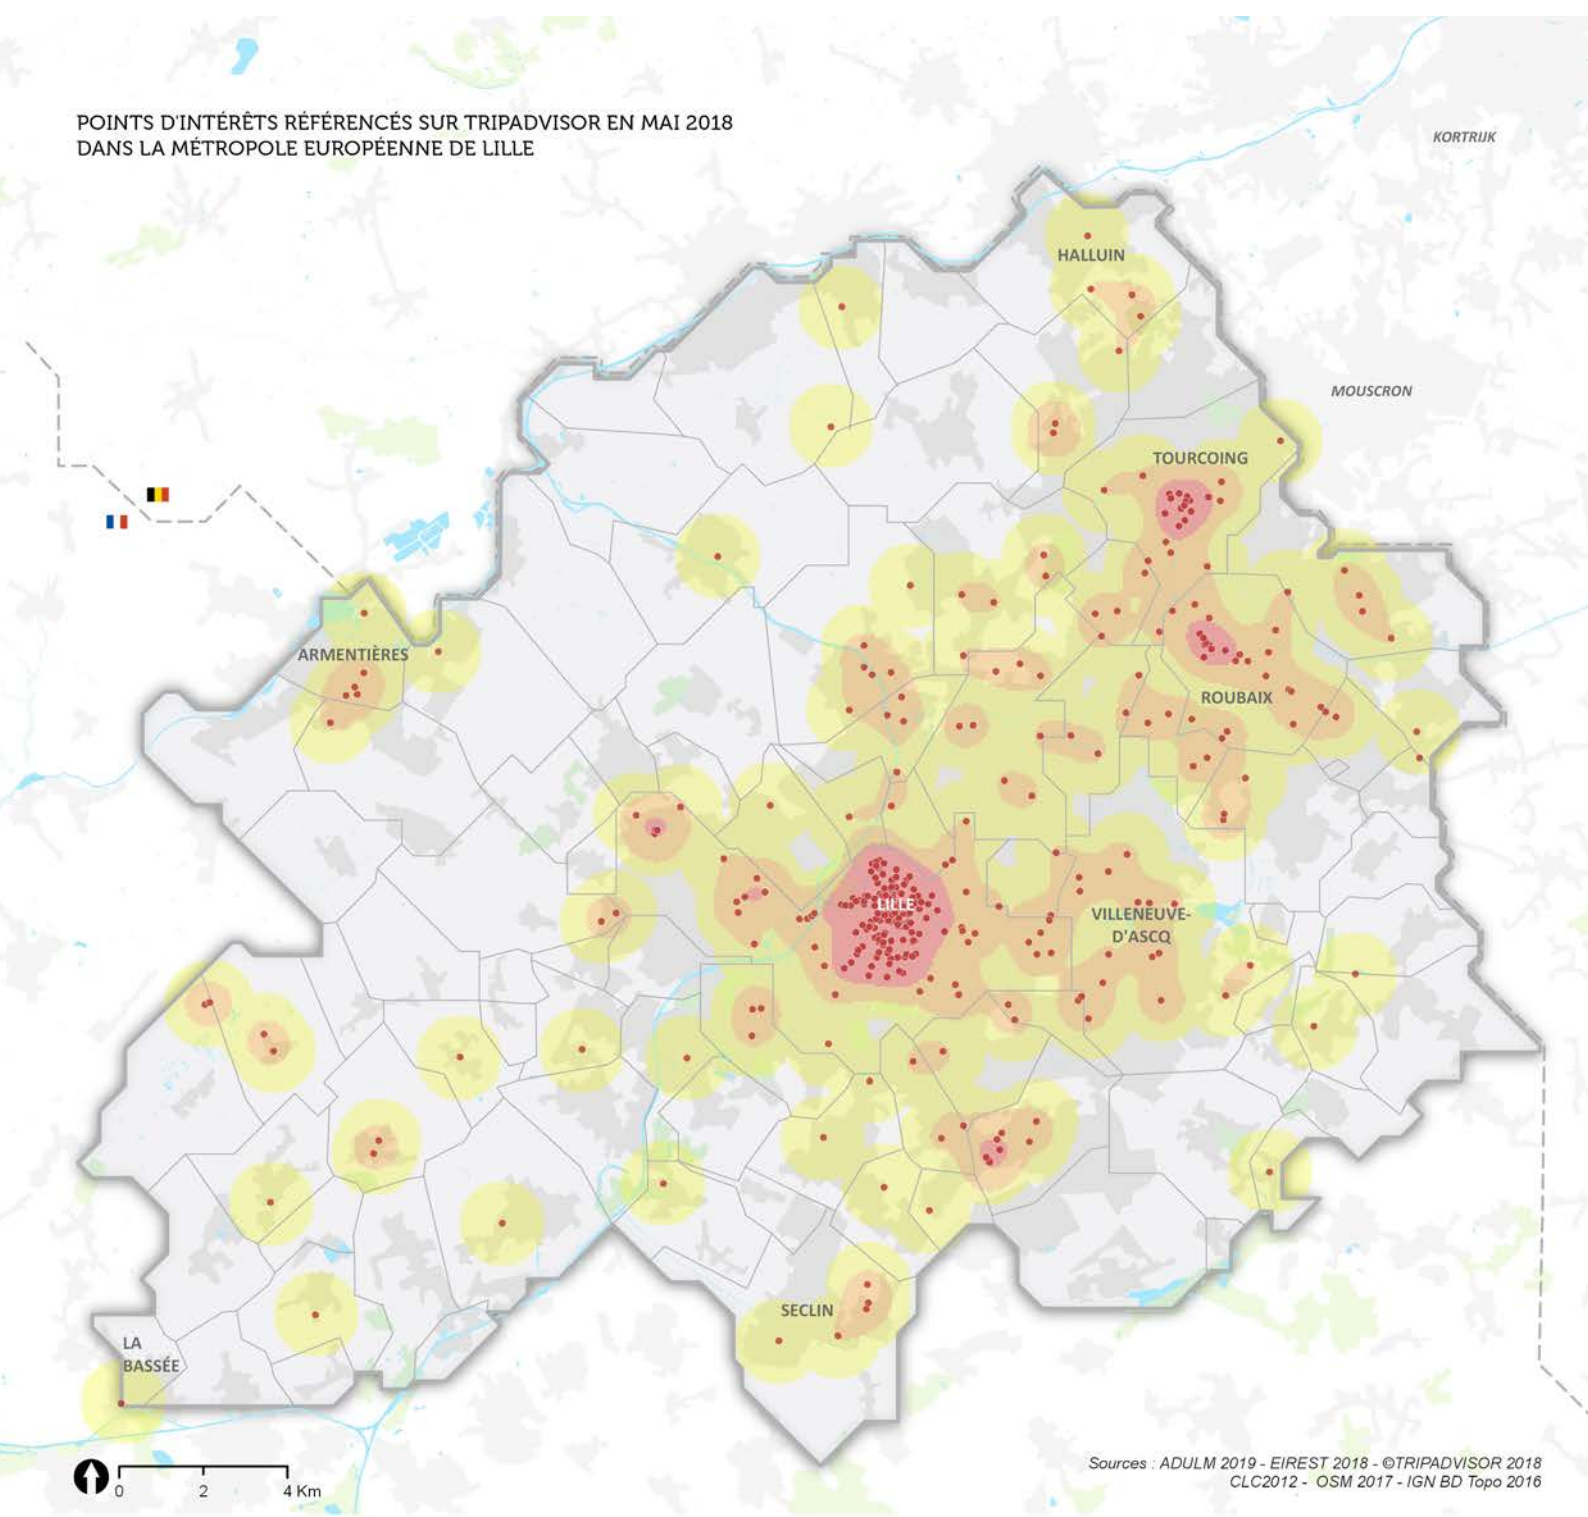 POINTS D'INTÉRÊTS RÉFÉRENCÉS SUR TRIPADVISOR EN MAI 2018
DANS LA MÉTROPOLE EUROPÉENNE DE LILLE
KORTRIJK
HALLUIN
MOUSCRON
TOURCOING
ARMENTIÈRES
ROUBAIX
LILLE
VILLENEUVE-
D'ASCQ
SECLIN
LA
BASSÉE
0 2 4 Km
Sources : ADULM 2019 - EIREST 2018 - ©TRIPADVISOR 2018
CLC2012 - OSM 2017 - IGN BD Topo 2016